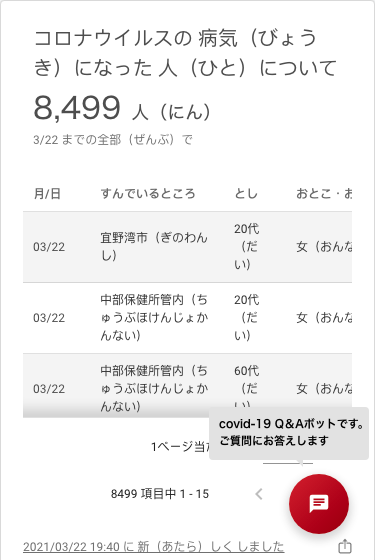 コロナウイルスの 病気（びょう
き）になった 人（ひと）について
8,499 人（にん）
3/22 までの全部（ぜんぶ）で
月/日 すんでいるところ とし おとこ・お
03/22 宜野湾市（ぎのわん
し） 20代
（だ
い） 女（おんな
03/22 中部保健所管内（ち
ゅうぶほけんじょか
んない） 20代
（だ
い） 女（おんな
03/22 中部保健所管内（ち
ゅうぶほけんじょか
んない） 60代
（だ
い） 女（おんな
covid-19 Q&Aボットです。
ご質問にお答えします
1ページ当た
8499 項目中 1 - 15
2021/03/22 19:40 に 新（あたら）しく しました